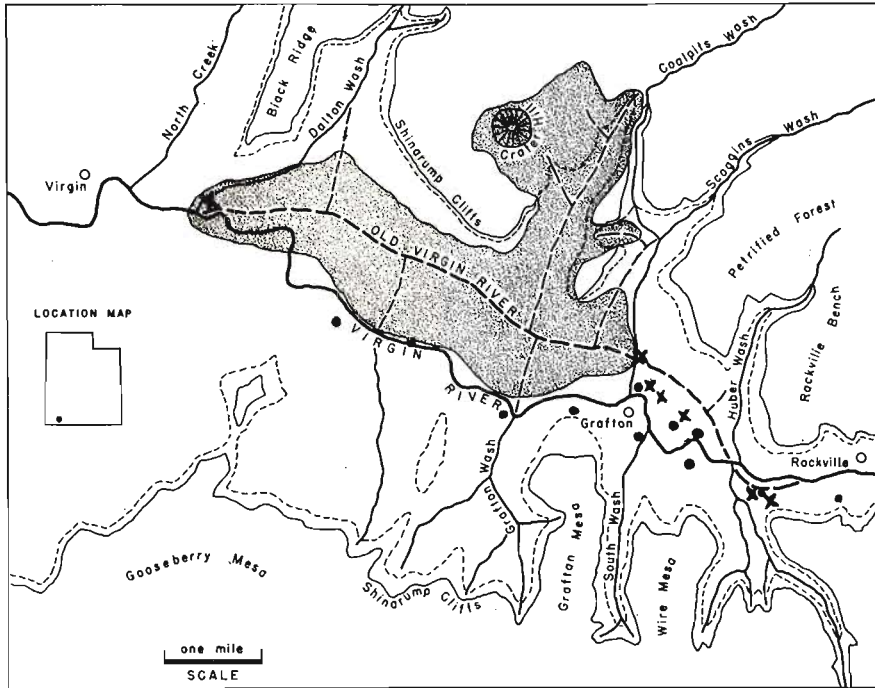 North Creek
Black Ridge
Dalton Wash
Coalpits Wash
Scoggins Wash
Crater
Shinarump Cliffs
Virgin
Petrified Forest
OLD VIRGIN RIVER
LOCATION MAP
Rockville Bench
VIRGIN RIVER
Huber Wash
Grafton
Rockville
Grafton Wash
Grafton Mesa
South Wash
Wire Mesa
Gooseberry Mesa
Shinarump Cliffs
one mile
SCALE